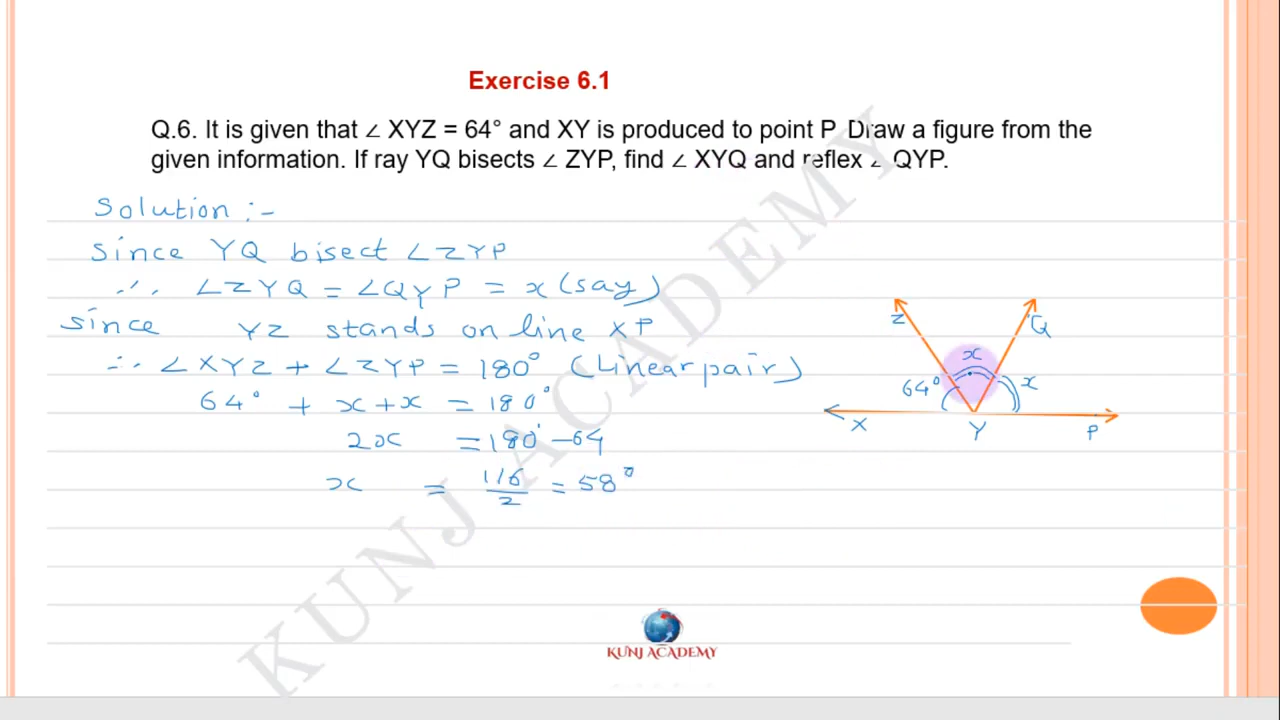 Exercise 6.1
Q.6. It is given that ∠ XYZ = 64° and XY is produced to point P Draw a figure from the
given information. If ray YQ bisects ∠ ZYP, find ∠ XYQ and reflex ∠ QYP.
Solution :-
Since YQ bisect ∠ZYP
∴ ∠ZYQ = ∠QYP = x (say)
Since YZ stands on line XP
∴ ∠XYZ + ∠ZYP = 180° (Linear pair)
64° + x+x = 180°
2x = 180° -64
x = 116/2 = 58°
Z
Q
x
64°
x
X
Y
P
KUNJ ACADEMY
KUNJ ACADEMY